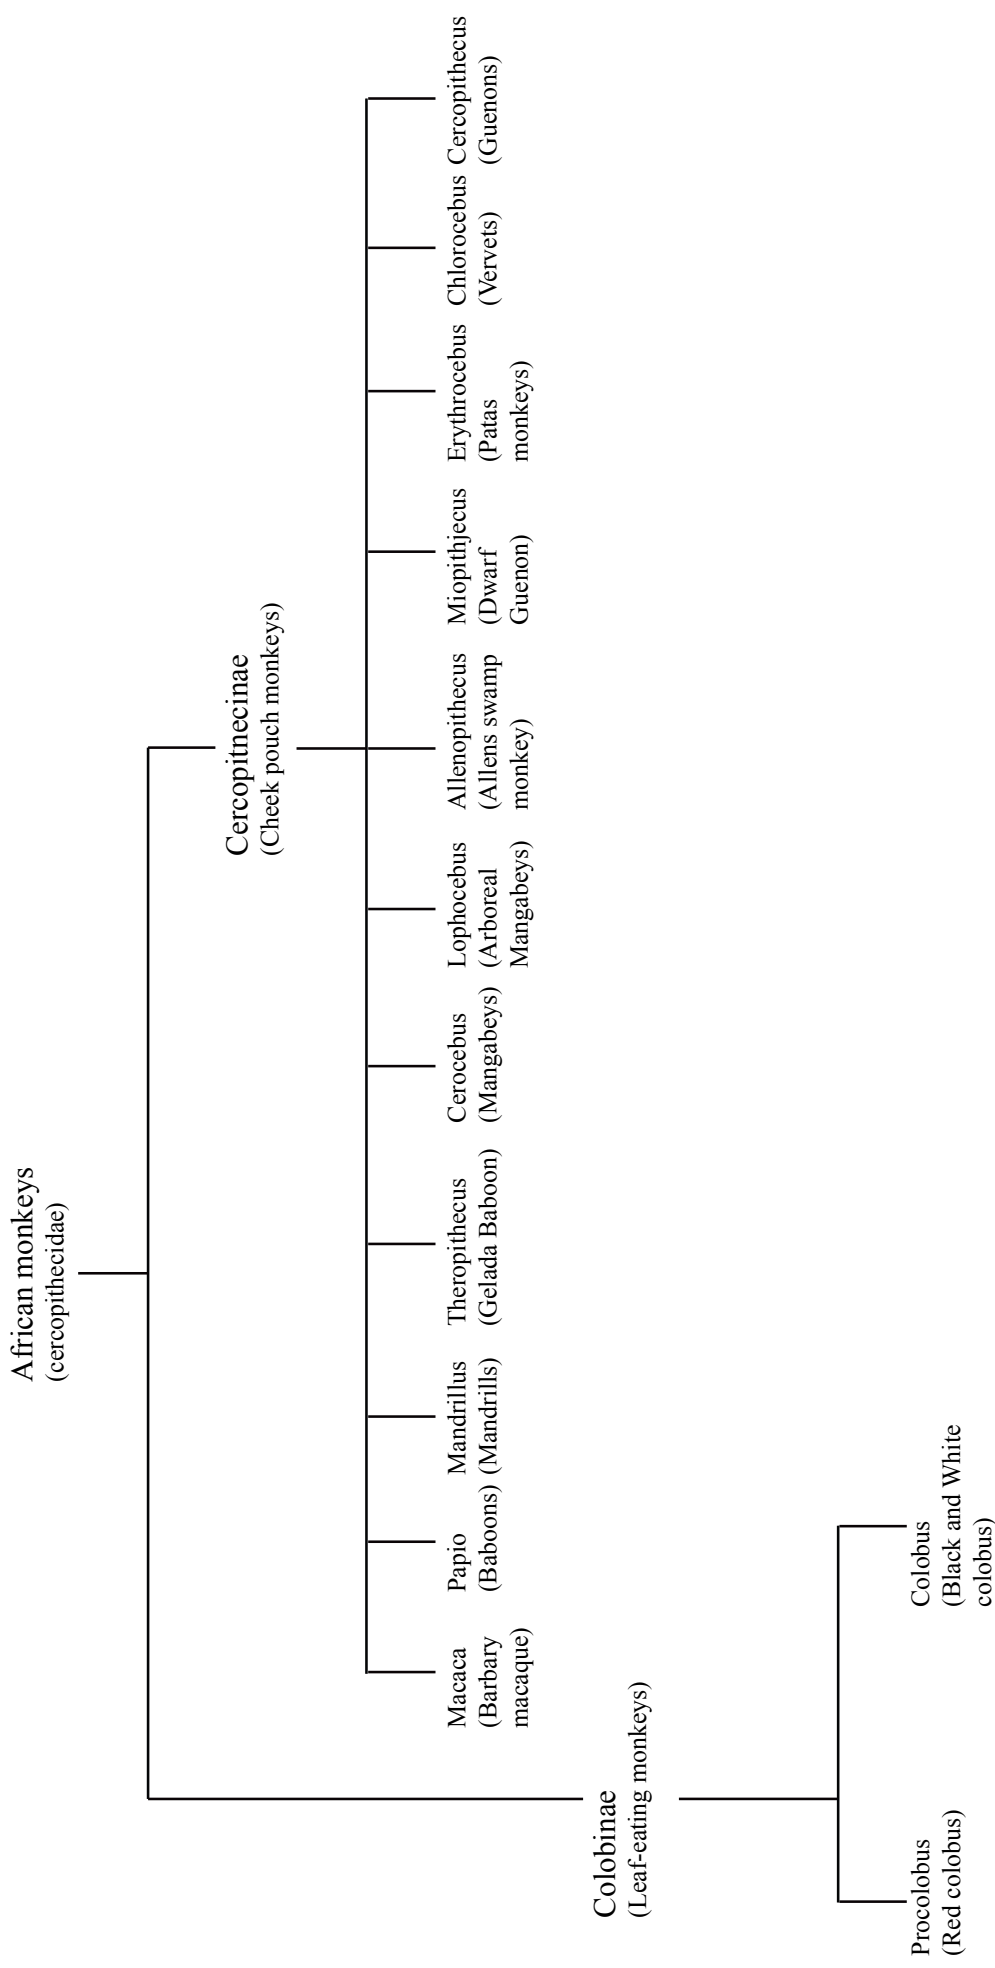 African monkeys
(cercopithecidae)
Cercopitnecinae
(Cheek pouch monkeys)
Macaca
(Barbary
macaque)
Papio
(Baboons)
Mandrillus
(Mandrills)
Theropithecus
(Gelada Baboon)
Cerocebus
(Mangabeys)
Lophocebus
(Arboreal
Mangabeys)
Allenopithecus
(Allens swamp
monkey)
Miopithjecus
(Dwarf
Guenon)
Erythrocebus
(Patas
monkeys)
Chlorocebus
(Vervets)
Cercopithecus
(Guenons)
Colobinae
(Leaf-eating monkeys)
Procolobus
(Red colobus)
Colobus
(Black and White
colobus)